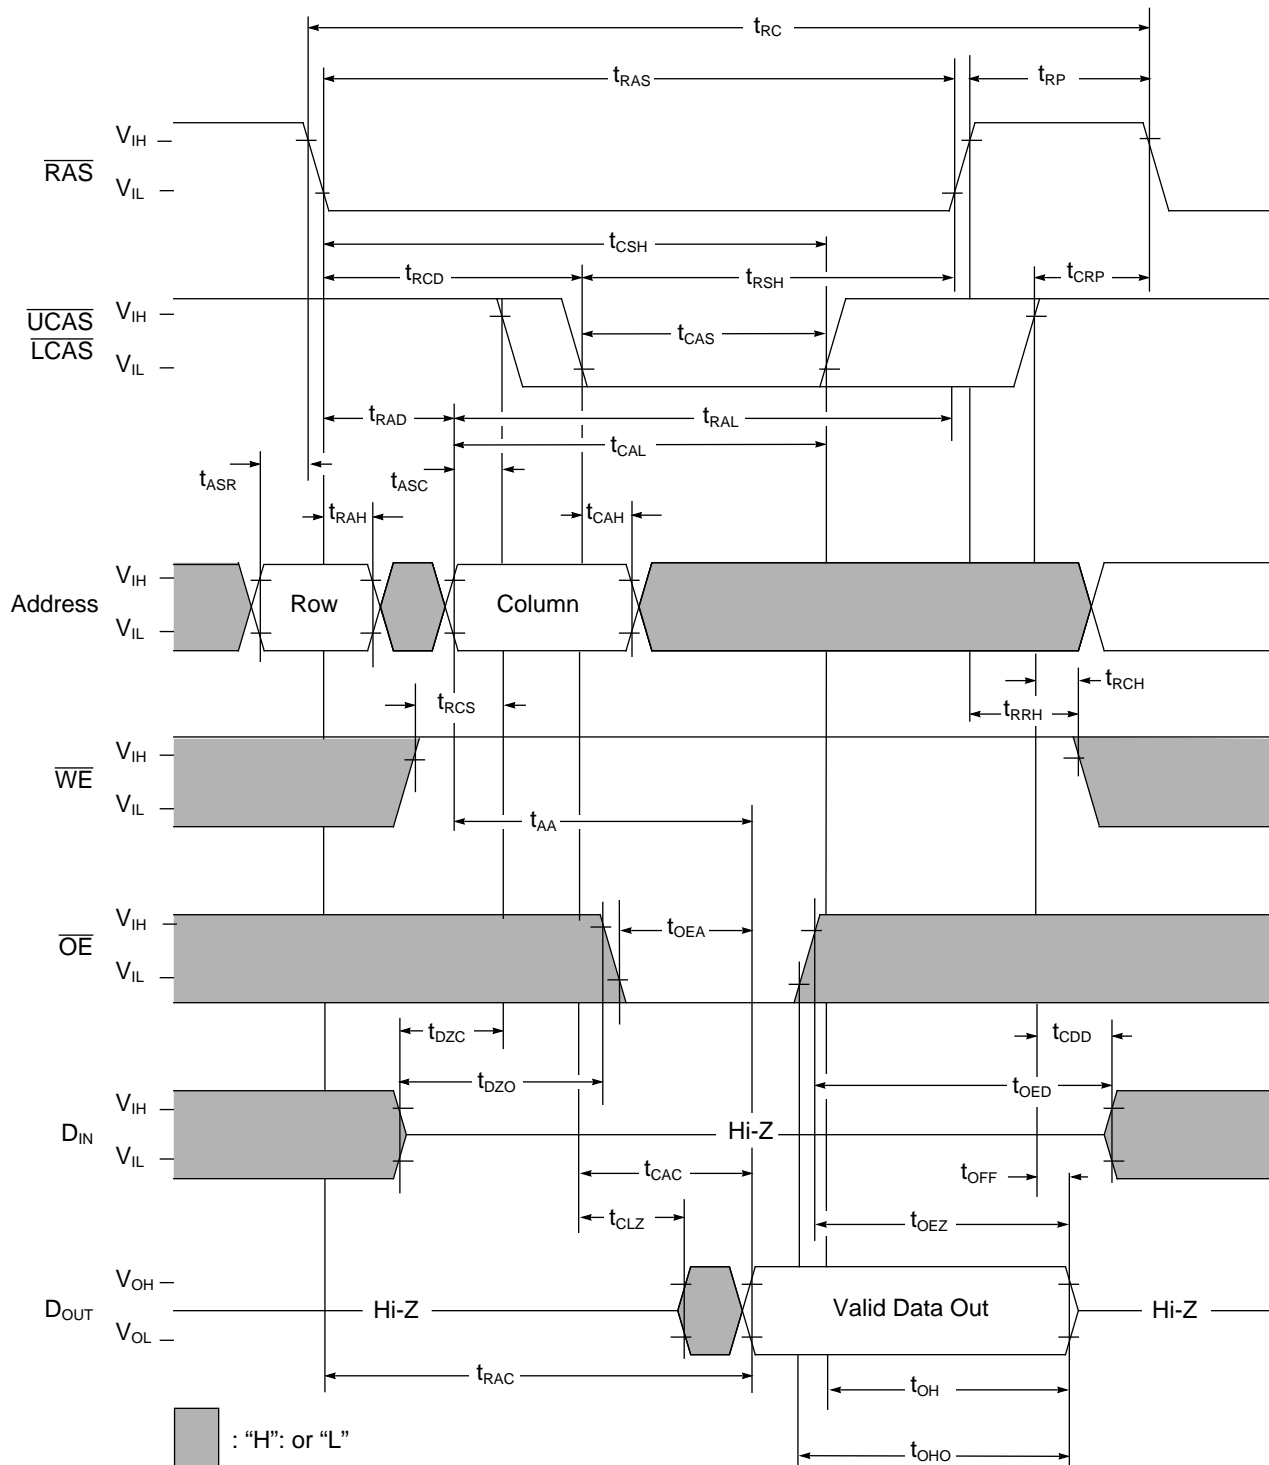 tRC
tRAS
tRP
VIH
RAS
VIL
tCSH
tRCD
tRSH
tCRP
VIH
UCAS
LCAS
tCAS
VIL
tRAD
tRAL
tCAL
tASR
tASC
tRAH
tCAH
VIH
Address
Row
Column
VIL
tRCH
tRCS
tRRH
VIH
WE
VIL
tAA
VIH
OE
tOEA
VIL
tDZC
tCDD
tDZO
tOED
VIH
DIN
Hi-Z
VIL
tCAC
tOFF
tCLZ
tOEZ
VOH
DOUT
Hi-Z
Valid Data Out
Hi-Z
VOL
tRAC
tOH
: “H”: or “L”
tOHO